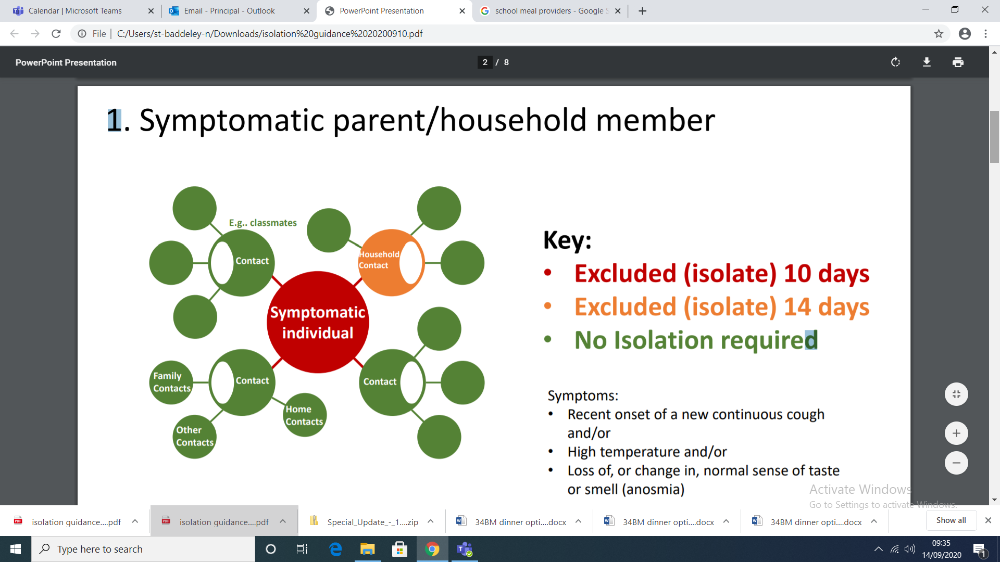 Calendar | Microsoft Teams
Email - Principal - Outlook
PowerPoint Presentation
school meal providers - Google S
File | C:/Users/st-baddeley-n/Downloads/isolation%20guidance%2020200910.pdf
PowerPoint Presentation
2 / 8
1. Symptomatic parent/household member
E.g.. classmates
Contact
Household
Contact
Symptomatic
individual
Contact
Contact
Family
Contacts
Home
Contacts
Other
Contacts
Key:
• Excluded (isolate) 10 days
• Excluded (isolate) 14 days
• No Isolation required
Symptoms:
• Recent onset of a new continuous cough
and/or
• High temperature and/or
• Loss of, or change in, normal sense of taste
or smell (anosmia)
Activate Windows
Go to Settings to activate Windows.
isolation guidance....pdf
isolation guidance....pdf
Special_Update_-_1....zip
34BM dinner opti....docx
34BM dinner opti....docx
34BM dinner opti....docx
Show all
Type here to search
09:35
14/09/2020
1